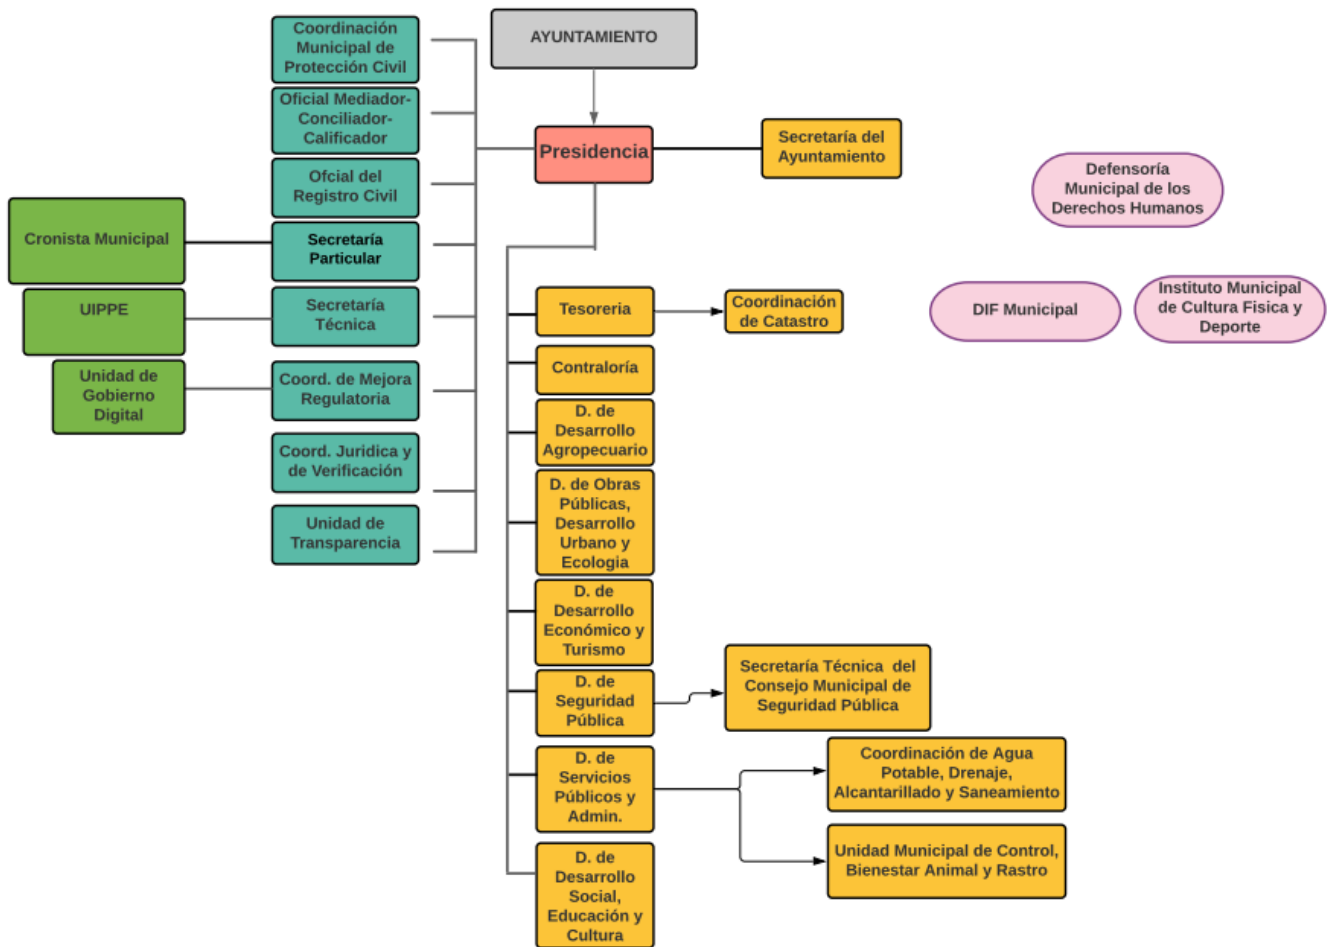 AYUNTAMIENTO
Presidencia
Secretaría del
Ayuntamiento
Coordinación
Municipal de
Protección Civil
Oficial Mediador-
Conciliador-
Calificador
Ofcial del
Registro Civil
Secretaría
Particular
Secretaría
Técnica
Coord. de Mejora
Regulatoria
Coord. Juridica y
de Verificación
Unidad de
Transparencia
Cronista Municipal
UIPPE
Unidad de
Gobierno
Digital
Defensoría
Municipal de los
Derechos Humanos
DIF Municipal
Instituto Municipal
de Cultura Fisica y
Deporte
Tesoreria
Coordinación
de Catastro
Contraloría
D. de
Desarrollo
Agropecuario
D. de Obras
Públicas,
Desarrollo
Urbano y
Ecologia
D. de
Desarrollo
Económico y
Turismo
D. de
Seguridad
Pública
Secretaría Técnica del
Consejo Municipal de
Seguridad Pública
D. de
Servicios
Públicos y
Admin.
Coordinación de Agua
Potable, Drenaje,
Alcantarillado y Saneamiento
Unidad Municipal de Control,
Bienestar Animal y Rastro
D. de
Desarrollo
Social,
Educación y
Cultura